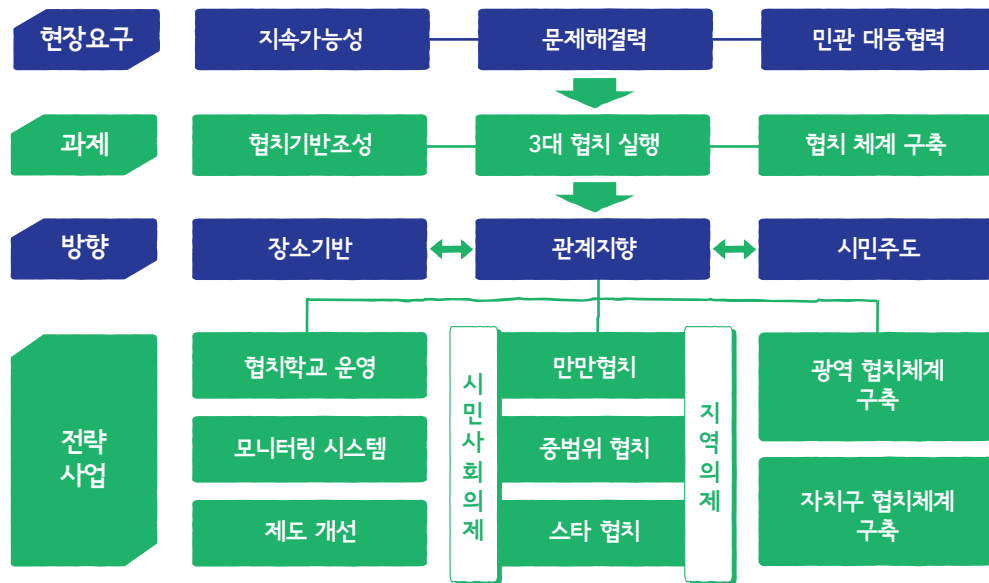 현장요구
지속가능성
문제해결력
민관 대등협력
과제
협치기반조성
3대 협치 실행
협치 체계 구축
방향
장소기반
관계지향
시민주도
전략
사업
협치학교 운영
모니터링 시스템
제도 개선
시민사회의제
만만협치
중범위 협치
스타 협치
지역의제
광역 협치체계
구축
자치구 협치체계
구축